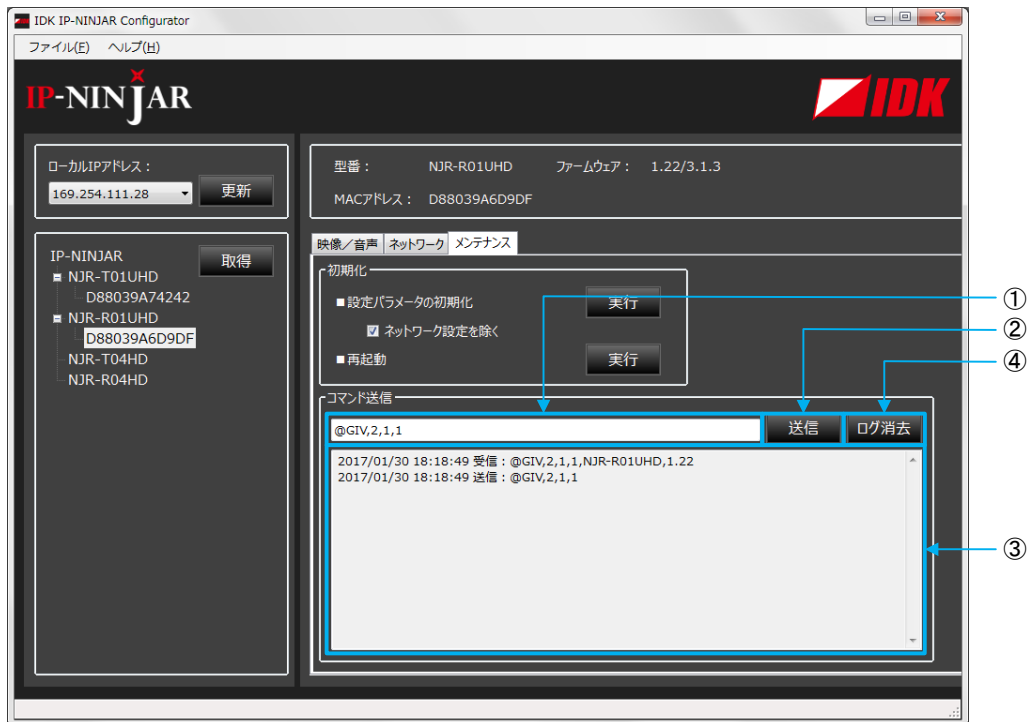 IDK IP-NINJAR Configurator
ファイル(F) ヘルプ(H)
IP-NINJAR
IDK
ローカルIPアドレス：
169.254.111.28
更新
型番： NJR-R01UHD ファームウェア： 1.22/3.1.3
MACアドレス： D88039A6D9DF
IP-NINJAR
取得
NJR-T01UHD
D88039A74242
NJR-R01UHD
D88039A6D9DF
NJR-T04HD
NJR-R04HD
映像／音声 ネットワーク メンテナンス
初期化
■設定パラメータの初期化 実行
ネットワーク設定を除く
■再起動 実行
コマンド送信
@GIV,2,1,1 送信 ログ消去
2017/01/30 18:18:49 受信：@GIV,2,1,1,NJR-R01UHD,1.22
2017/01/30 18:18:49 送信：@GIV,2,1,1
①
②
④
③